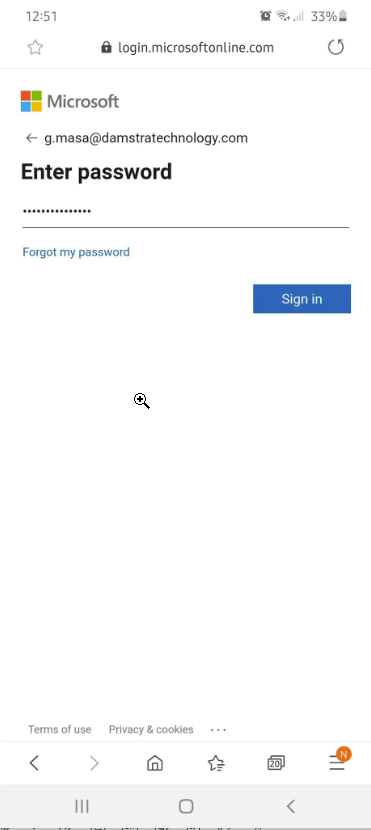 12:51 33%
login.microsoftonline.com
Microsoft
← g.masa@damstratechnology.com
Enter password
•••••••••••••••
Forgot my password
Sign in
Terms of use Privacy & cookies ...
20 N